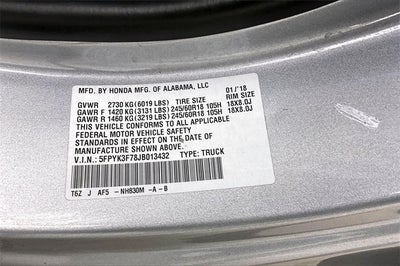 MFD. BY HONDA MFG OF ALABAMA, LLC 01/'18
GVWR 2730 KG (6019 LBS) TIRE SIZE RIM SIZE
GAWR F 1420 KG (3131 LBS) 245/60R18 105H 18X8.0J
GAWR R 1460 KG (3219 LBS) 245/60R18 105H 18X8.0J
THIS VEHICLE CONFORMS TO ALL APPLICABLE
FEDERAL MOTOR VEHICLE SAFETY
STANDARDS IN EFFECT ON THE DATE OF
MANUFACTURE SHOWN ABOVE.
V.I.N.: 5FPYK3F78JB013432 TYPE: TRUCK
T6Z J AF5 -NH830M -A -B